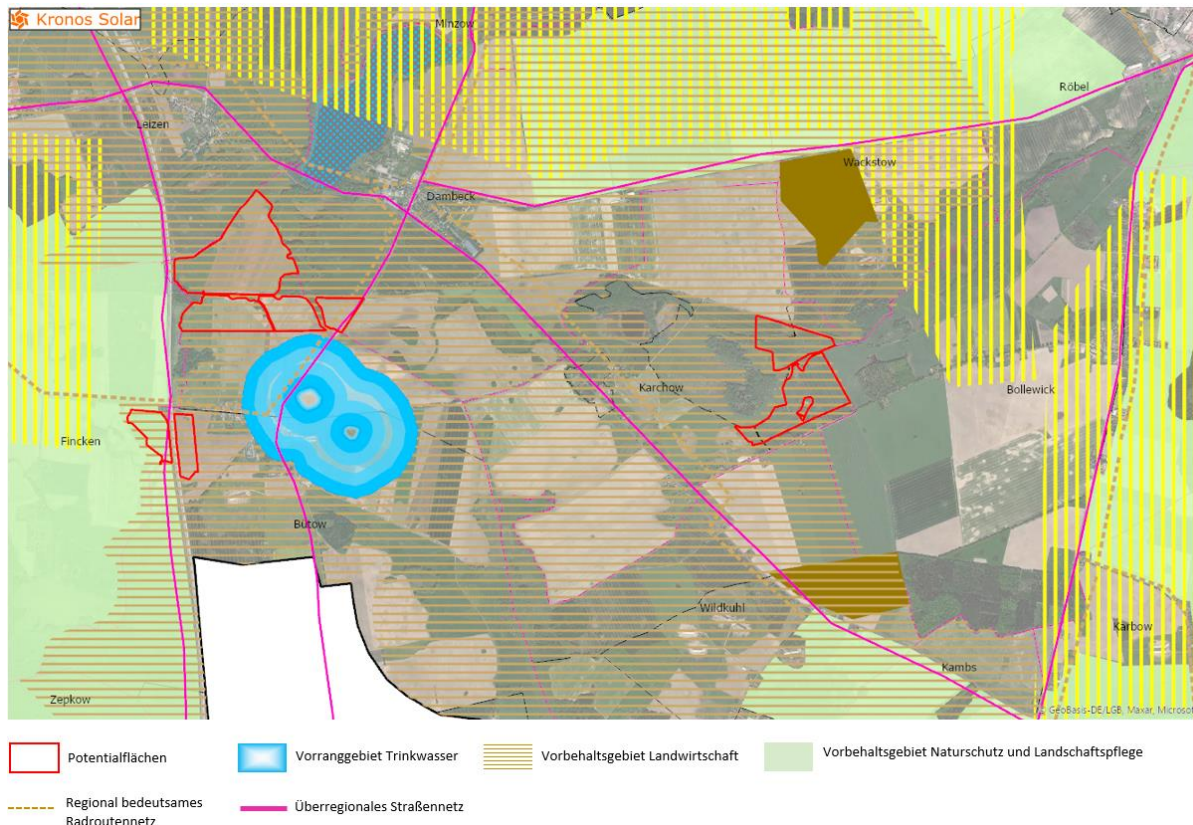 Kronos Solar
Minzow
Röbel
Leizen
Wackstow
Dambeck
Karchow
Bollewick
Fincken
Bütow
Wildkuhl
Kärbow
Kambs
Zepkow
GeoBasis-DE/LGB, Maxar, Microsoft
Potentialflächen
Vorranggebiet Trinkwasser
Vorbehaltsgebiet Landwirtschaft
Vorbehaltsgebiet Naturschutz und Landschaftspflege
Regional bedeutsames
Radroutennetz
Überregionales Straßennetz